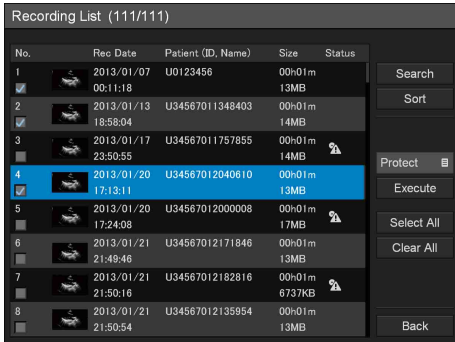 Recording List (111/111)
No. Rec Date Patient (ID, Name) Size Status
1 2013/01/07 U0123456 00h01m
00:11:18 13MB
2 2013/01/13 U34567011348403 00h01m
18:58:04 14MB
3 2013/01/17 U34567011757855 00h01m
23:50:55 14MB
4 2013/01/20 U34567012040610 00h01m
17:13:11 13MB
5 2013/01/20 U34567012000008 00h01m
17:24:08 17MB
6 2013/01/21 U34567012171846 00h01m
21:49:46 13MB
7 2013/01/21 U34567012182816 00h01m
21:50:16 6737KB
8 2013/01/21 U34567012135954 00h01m
21:50:54 13MB
Search
Sort
Protect
Execute
Select All
Clear All
Back